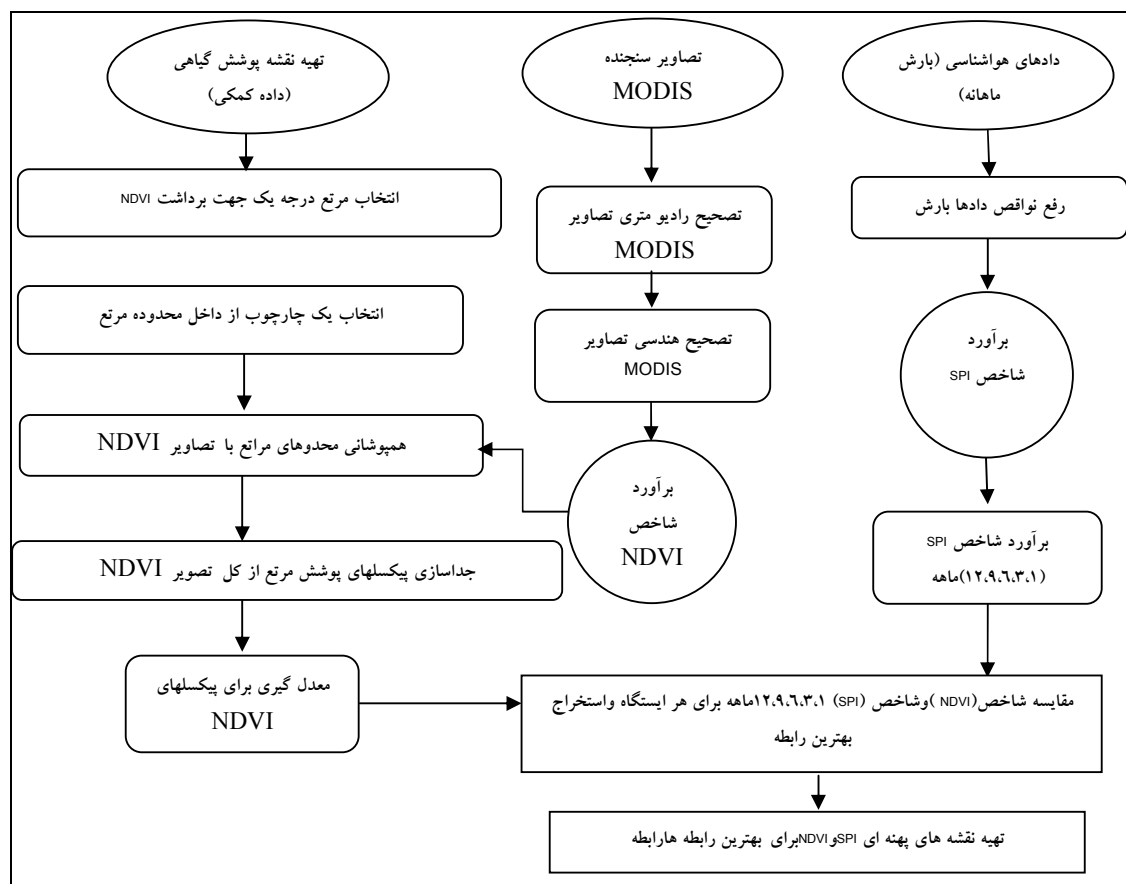 دادهای هواشناسی (بارش
ماهانه)
رفع نواقص دادها بارش
برآورد
شاخص SPI
برآورد شاخص SPI
(۱۲،۹،۶،۳،۱)ماهه
تصاویر سنجنده
MODIS
تصحیح رادیو متری تصاویر
MODIS
تصحیح هندسی تصاویر
MODIS
برآورد
شاخص
NDVI
تهیه نقشه پوشش گیاهی
(داده کمکی)
انتخاب مرتع درجه یک جهت برداشت NDVI
انتخاب یک چارچوب از داخل محدوده مرتع
همپوشانی محدوهای مراتع با تصاویر NDVI
جداسازی پیکسلهای پوشش مرتع از کل تصویر NDVI
معدل گیری برای پیکسلهای
NDVI
مقایسه شاخص(NDVI )وشاخص (SPI) ۱۲،۹،۶،۳،۱ماهه برای هر ایستگاه واستخراج
بهترین رابطه
تهیه نقشه های پهنه ای SPIوNDVIبرای بهترین رابطه هارابطه